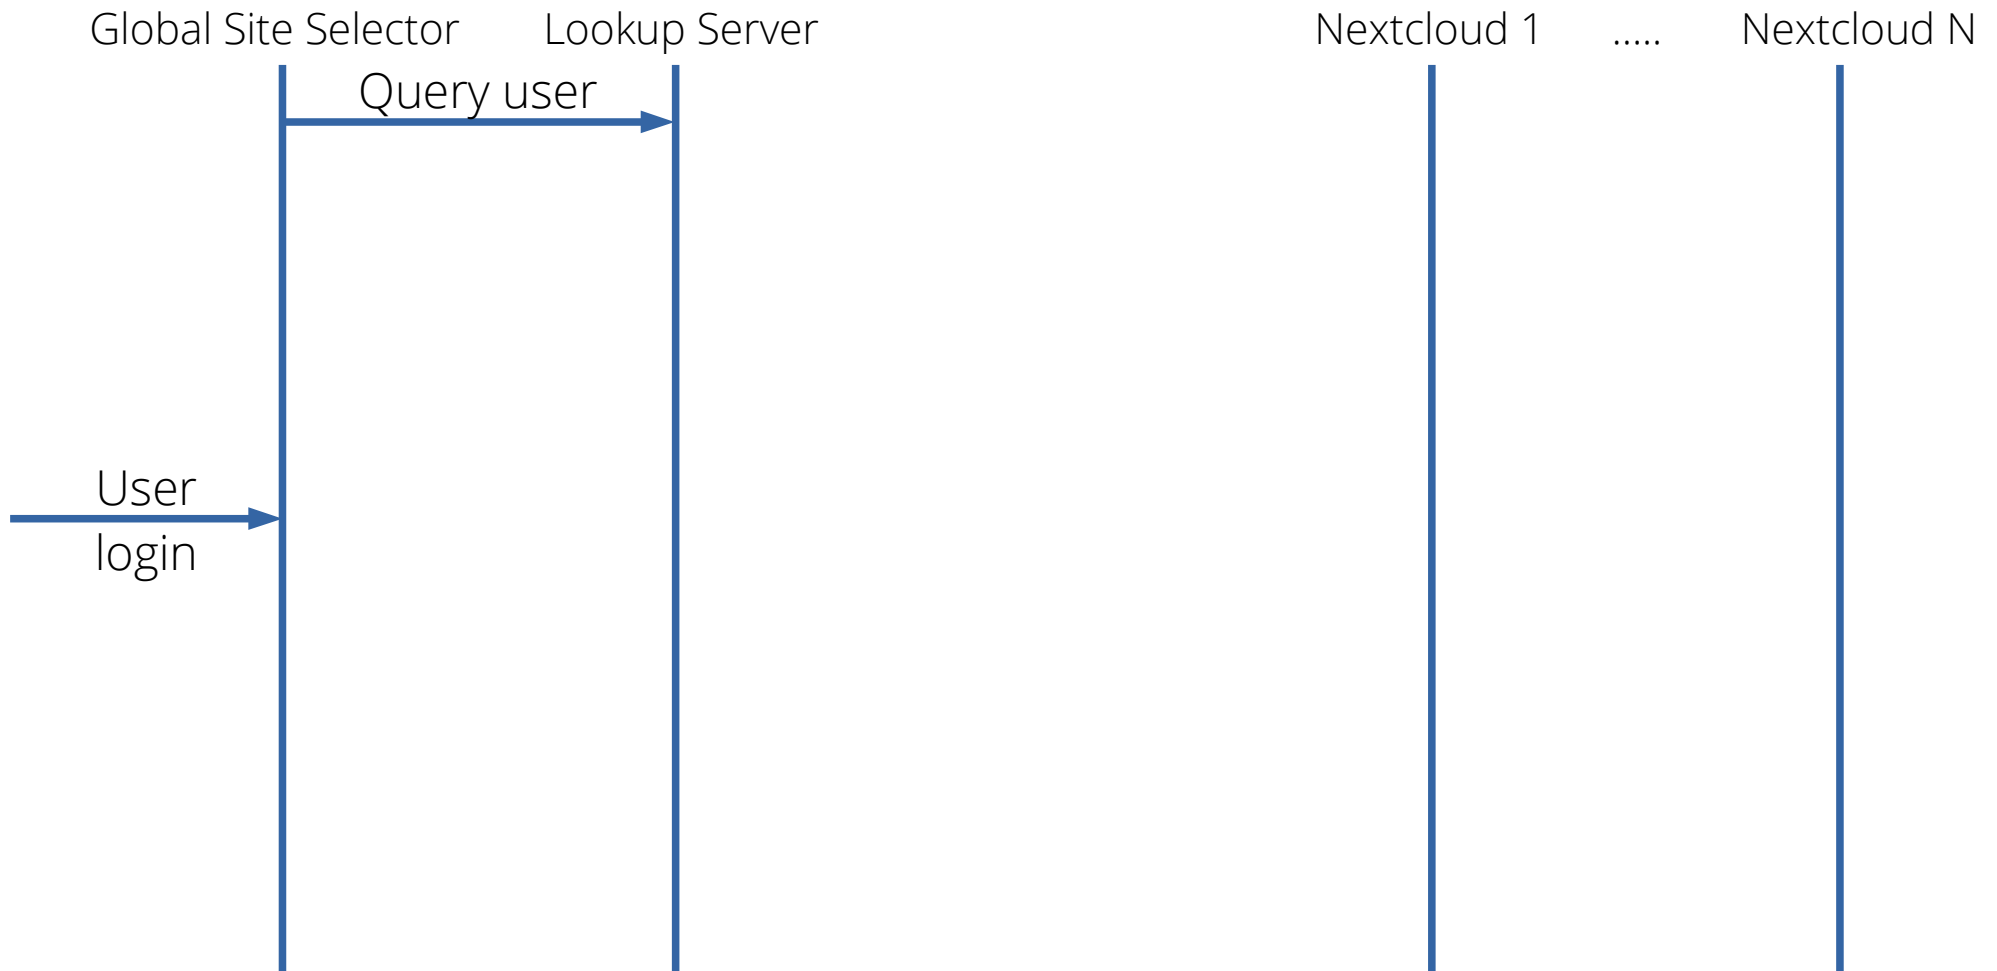 Global Site Selector
Lookup Server
Nextcloud 1
.....
Nextcloud N
Query user
User
login